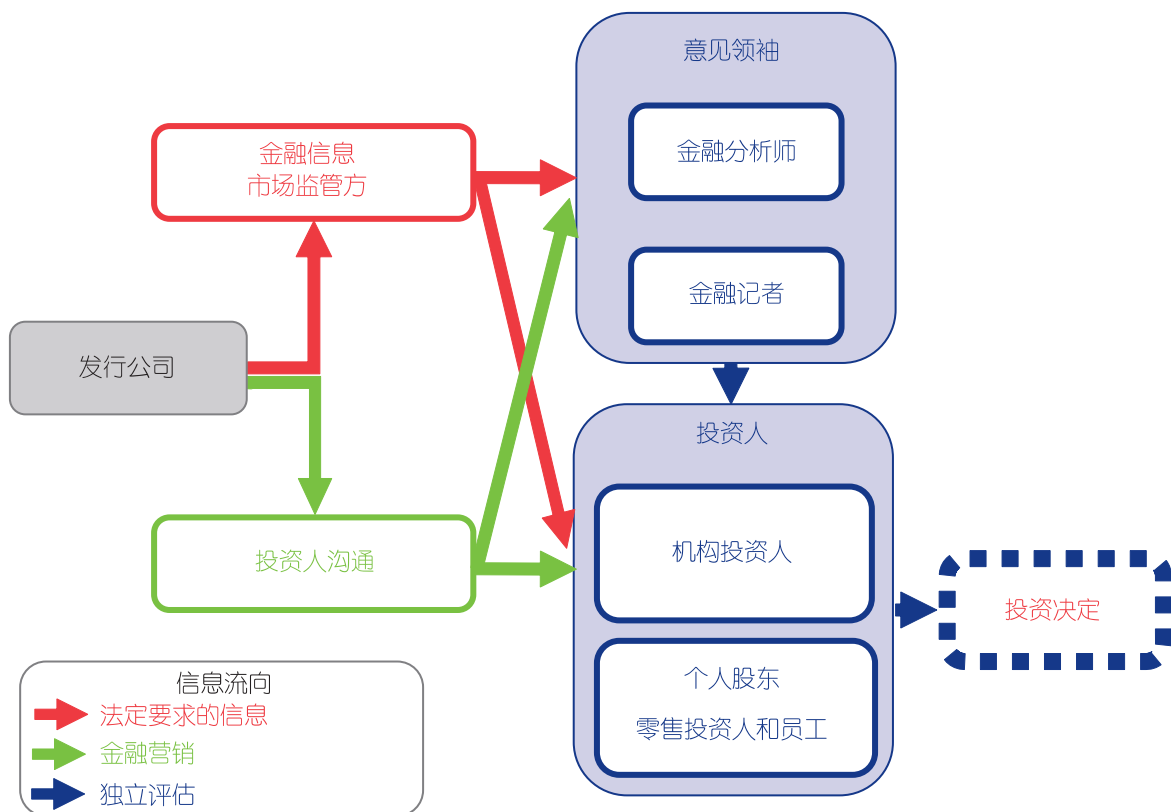 意见领袖
金融分析师
金融信息
市场监管方
金融记者
发行公司
投资人
机构投资人
投资人沟通
投资决定
个人股东
零售投资人和员工
信息流向
法定要求的信息
金融营销
独立评估